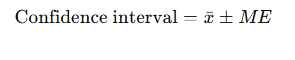 Confidence interval = x̄ ± ME